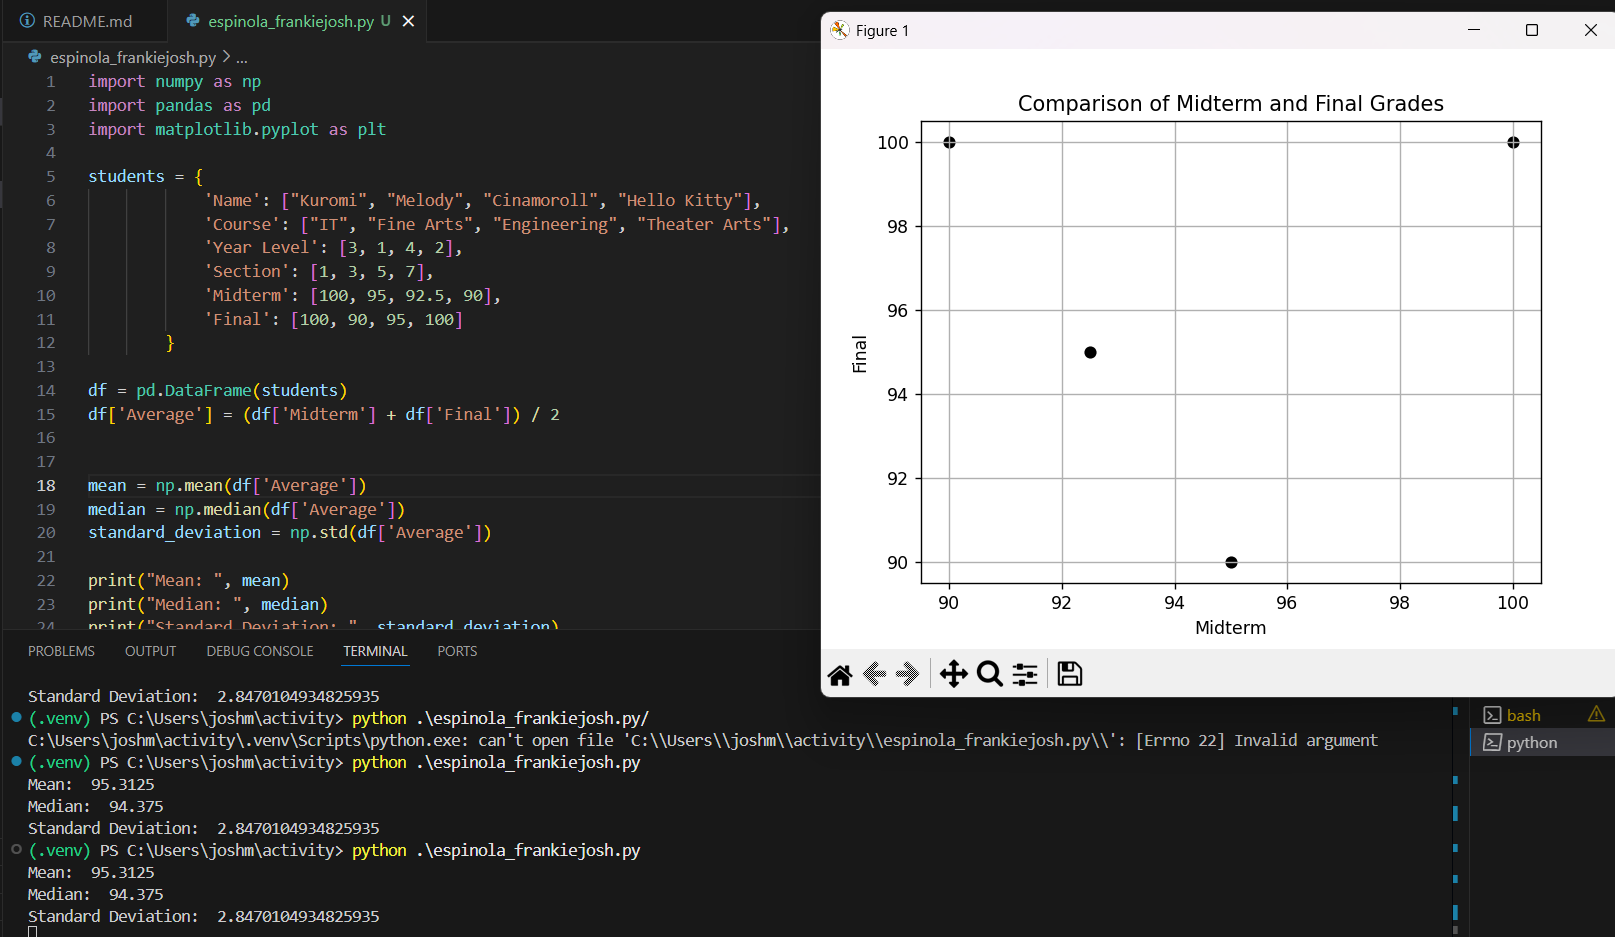 README.md
espinola_frankiejosh.py U
espinola_frankiejosh.py > ...
1 import numpy as np
2 import pandas as pd
3 import matplotlib.pyplot as plt
4
5 students = {
6 'Name': ["Kuromi", "Melody", "Cinamoroll", "Hello Kitty"],
7 'Course': ["IT", "Fine Arts", "Engineering", "Theater Arts"],
8 'Year Level': [3, 1, 4, 2],
9 'Section': [1, 3, 5, 7],
10 'Midterm': [100, 95, 92.5, 90],
11 'Final': [100, 90, 95, 100]
12 }
13
14 df = pd.DataFrame(students)
15 df['Average'] = (df['Midterm'] + df['Final']) / 2
16
17
18 mean = np.mean(df['Average'])
19 median = np.median(df['Average'])
20 standard_deviation = np.std(df['Average'])
21
22 print("Mean: ", mean)
23 print("Median: ", median)
24 print("Standard Deviation: ", standard_deviation)
Figure 1
Comparison of Midterm and Final Grades
100
98
96
94
92
90
Final
90 92 94 96 98 100
Midterm
PROBLEMS OUTPUT DEBUG CONSOLE TERMINAL PORTS
Standard Deviation:  2.8470104934825935
(.venv) PS C:\Users\joshm\activity> python .\espinola_frankiejosh.py/
C:\Users\joshm\activity\.venv\Scripts\python.exe: can't open file 'C:\\Users\\joshm\\activity\\espinola_frankiejosh.py\\': [Errno 22] Invalid argument
(.venv) PS C:\Users\joshm\activity> python .\espinola_frankiejosh.py
Mean:  95.3125
Median:  94.375
Standard Deviation:  2.8470104934825935
(.venv) PS C:\Users\joshm\activity> python .\espinola_frankiejosh.py
Mean:  95.3125
Median:  94.375
Standard Deviation:  2.8470104934825935
bash
python